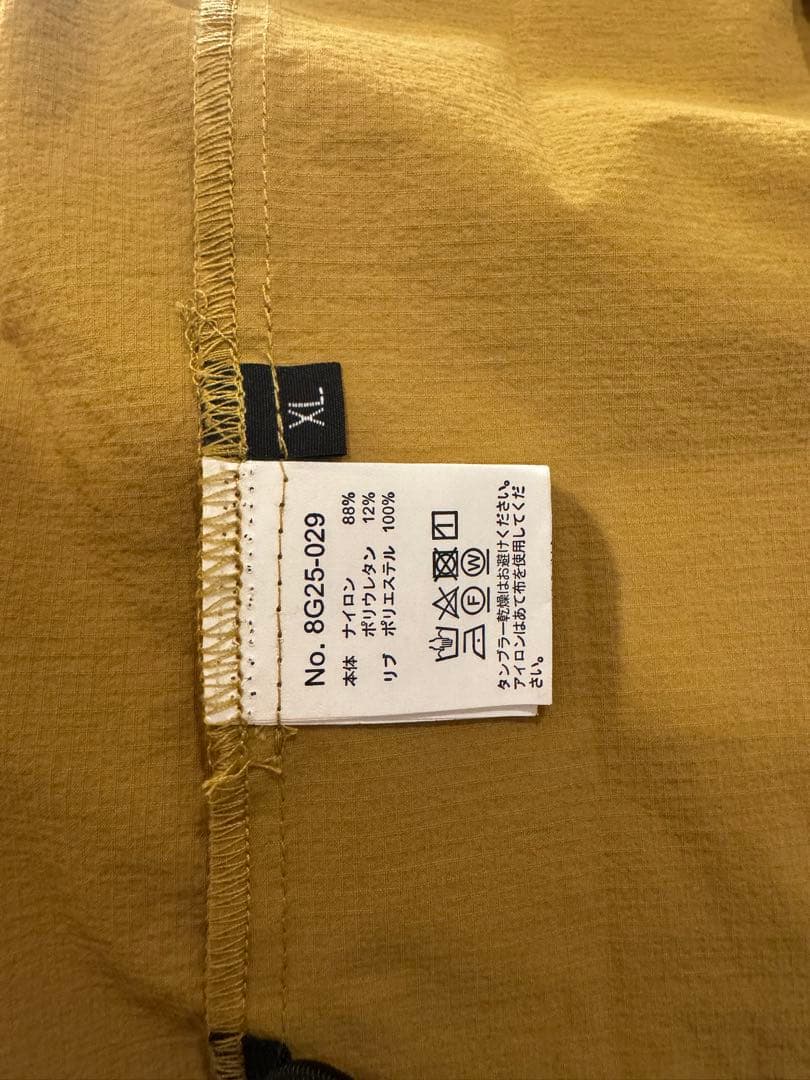 XL
No. 8G25-029
本体 ナイロン 88%
ポリウレタン 12%
リブ ポリエステル 100%
F W
タンブラー乾燥はお避けください。
アイロンはあて布を使用してくだ
さい。